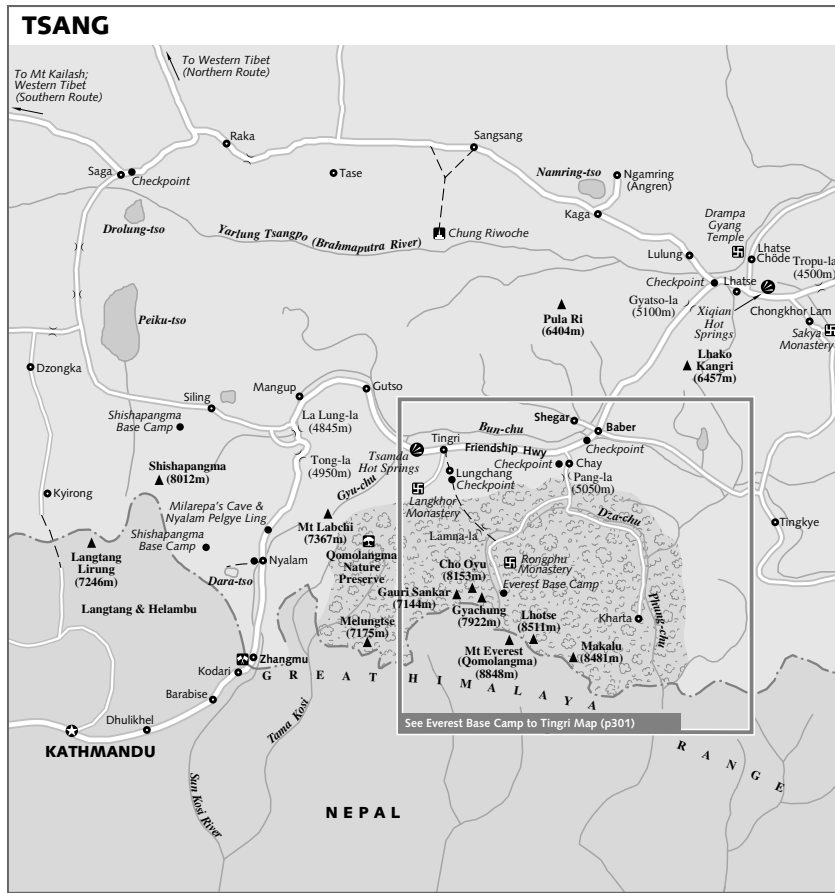 TSANG
To Western Tibet
(Northern Route)
To Mt Kailash;
Western Tibet
(Southern Route)
Raka
Sangsang
Saga
Checkpoint
Tase
Namring-tso
Ngamring
(Angren)
Drolung-tso
Kaga
Drampa
Gyang
Temple
Yarlung Tsangpo (Brahmaputra River)
Chung Riwoche
Lulung
Lhatse
Chöde
Tropu-la
(4500m)
Checkpoint
Lhatse
Gyatso-la
(5100m)
Xiqian
Hot
Springs
Chongkhor Lam
Sakya
Monastery
Peiku-tso
Pula Ri
(6404m)
Lhako
Kangri
(6457m)
Dzongka
Siling
Mangup
Gutso
Shishapangma
Base Camp
La Lung-la
(4845m)
Shegar
Baber
Bun-chu
Checkpoint
Tsamda
Hot Springs
Tingri
Friendship Hwy
Tong-la
(4950m)
Shishapangma
(8012m)
Gyu-chu
Lungchang
Checkpoint
Checkpoint
Chay
Pang-la
(5050m)
Langkhor
Monastery
Kyirong
Milarepa's Cave &
Nyalam Pelgye Ling
Mt Labchi
(7367m)
Lamna-la
Dza-chu
Tingkye
Shishapangma
Base Camp
Langtang
Lirung
(7246m)
Nyalam
Qomolangma
Nature
Preserve
Rongphu
Monastery
Cho Oyu
(8153m)
Everest Base Camp
Dara-tso
Langtang & Helambu
Gauri Sankar
(7144m)
Gyachung
(7922m)
Lhotse
(8511m)
Kharta
Phung-chu
Melungtse
(7175m)
Mt Everest
(Qomolangma)
8848m)
Makalu
(8481m)
Zhangmu
Kodari
GREAT HIMALAYA RANGE
Barabise
Tama Kosi
Dhulikhel
See Everest Base Camp to Tingri Map (p301)
KATHMANDU
Sun Kosi River
NEPAL